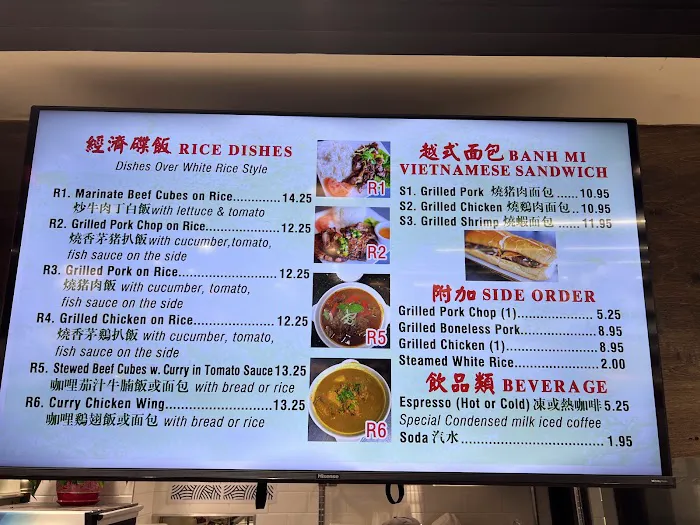 經濟碟飯 RICE DISHES
Dishes Over White Rice Style
R1. Marinate Beef Cubes on Rice............14.25
炒牛肉丁白飯 with lettuce & tomato
R2. Grilled Pork Chop on Rice...............12.25
燒香茅猪扒飯 with cucumber,tomato,
fish sauce on the side
R3. Grilled Pork on Rice.....................12.25
燒猪肉飯 with cucumber, tomato,
fish sauce on the side
R4. Grilled Chicken on Rice.................12.25
燒香茅鷄扒飯 with cucumber, tomato,
fish sauce on the side
R5. Stewed Beef Cubes w. Curry in Tomato Sauce 13.25
咖哩茄汁牛腩飯或面包 with bread or rice
R6. Curry Chicken Wing.....................13.25
咖哩鷄翅飯或面包 with bread or rice
R1
R2
R5
R6
越式面包 BANH MI
VIETNAMESE SANDWICH
S1. Grilled Pork 燒猪肉面包 ...... 10.95
S2. Grilled Chicken 燒鷄肉面包 ... 10.95
S3. Grilled Shrimp 燒蝦面包 ...... 11.95
附加 SIDE ORDER
Grilled Pork Chop (1)..................... 5.25
Grilled Boneless Pork.................... 8.95
Grilled Chicken (1)........................ 8.95
Steamed White Rice..................... 2.00
飲品類 BEVERAGE
Espresso (Hot or Cold) 凍或熱咖啡 5.25
Special Condensed milk iced coffee
Soda 汽水.................................. 1.95
Hisense